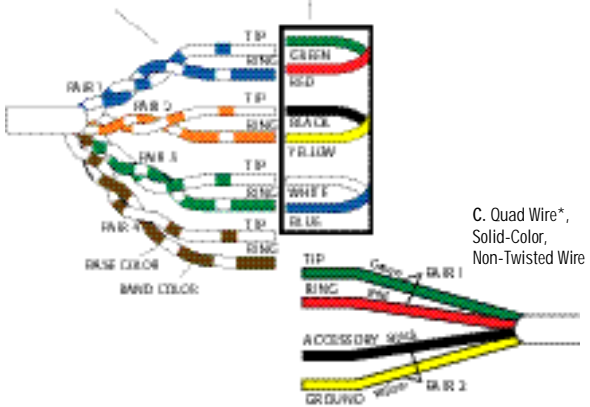 TIP
RING
PAIR 1
TIP
RING
PAIR 2
TIP
RING
PAIR 3
TIP
RING
PAIR 4
BASE COLOR
BAND COLOR
GREEN
RED
BLACK
YELLOW
WHITE
BLUE
C. Quad Wire*,
Solid-Color,
Non-Twisted Wire
TIP
Green
PAIR 1
RING
Red
ACCESSORY
Black
GROUND
Yellow
PAIR 2